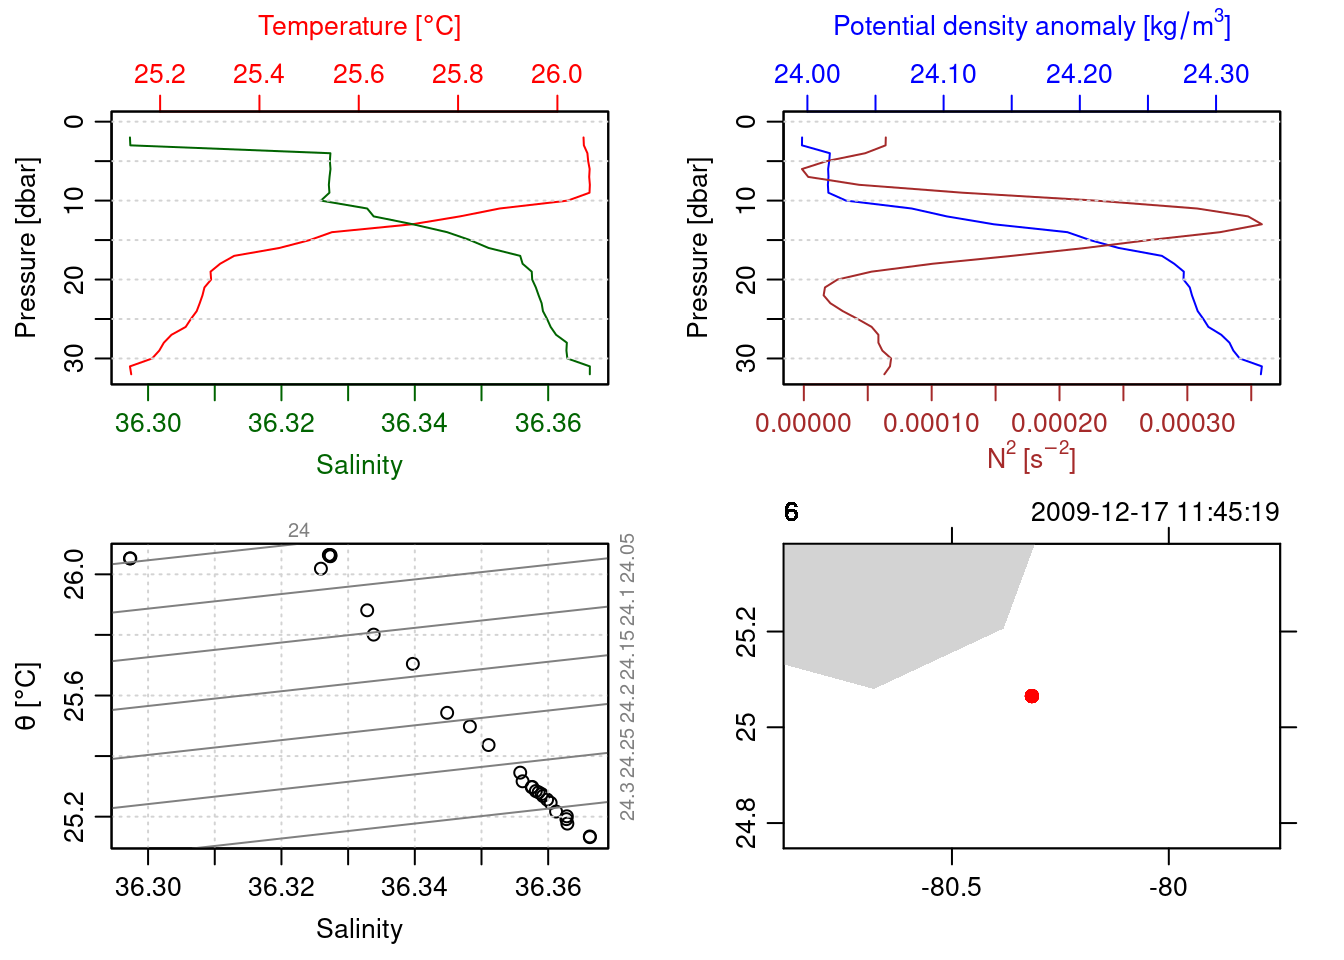 Temperature [°C]
25.2 25.4 25.6 25.8 26.0
Pressure [dbar]
0
10
20
30
36.30 36.32 36.34 36.36
Salinity
Potential density anomaly [kg/m³]
24.00 24.10 24.20 24.30
Pressure [dbar]
0
10
20
30
0.00000 0.00010 0.00020 0.00030
N² [s⁻²]
24
θ [°C]
26.0
25.6
25.2
24.05
24.1
24.15
24.2
24.25
24.3
36.30 36.32 36.34 36.36
Salinity
6 2009-12-17 11:45:19
25.2
25
24.8
-80.5 -80